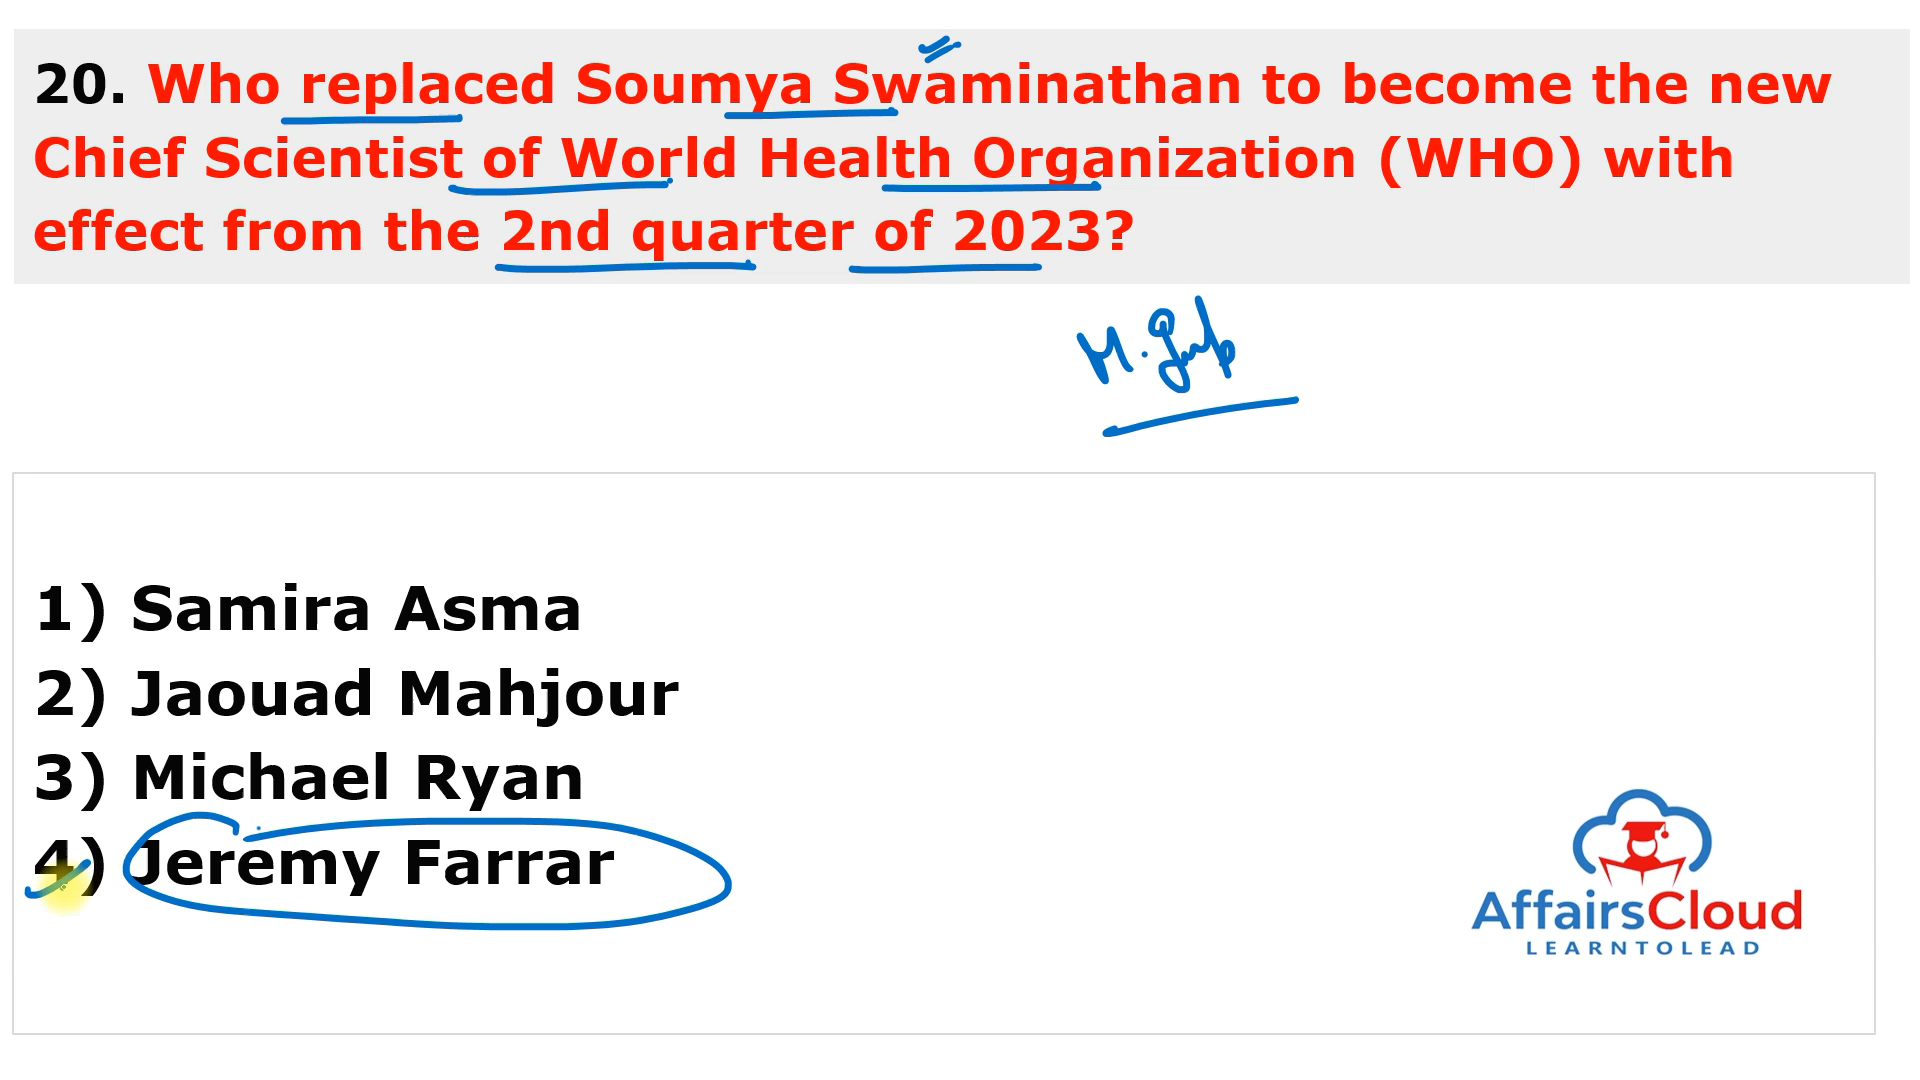 20. Who replaced Soumya Swaminathan to become the new
Chief Scientist of World Health Organization (WHO) with
effect from the 2nd quarter of 2023?
1) Samira Asma
2) Jaouad Mahjour
3) Michael Ryan
4) Jeremy Farrar
AffairsCloud
LEARNTOLEAD